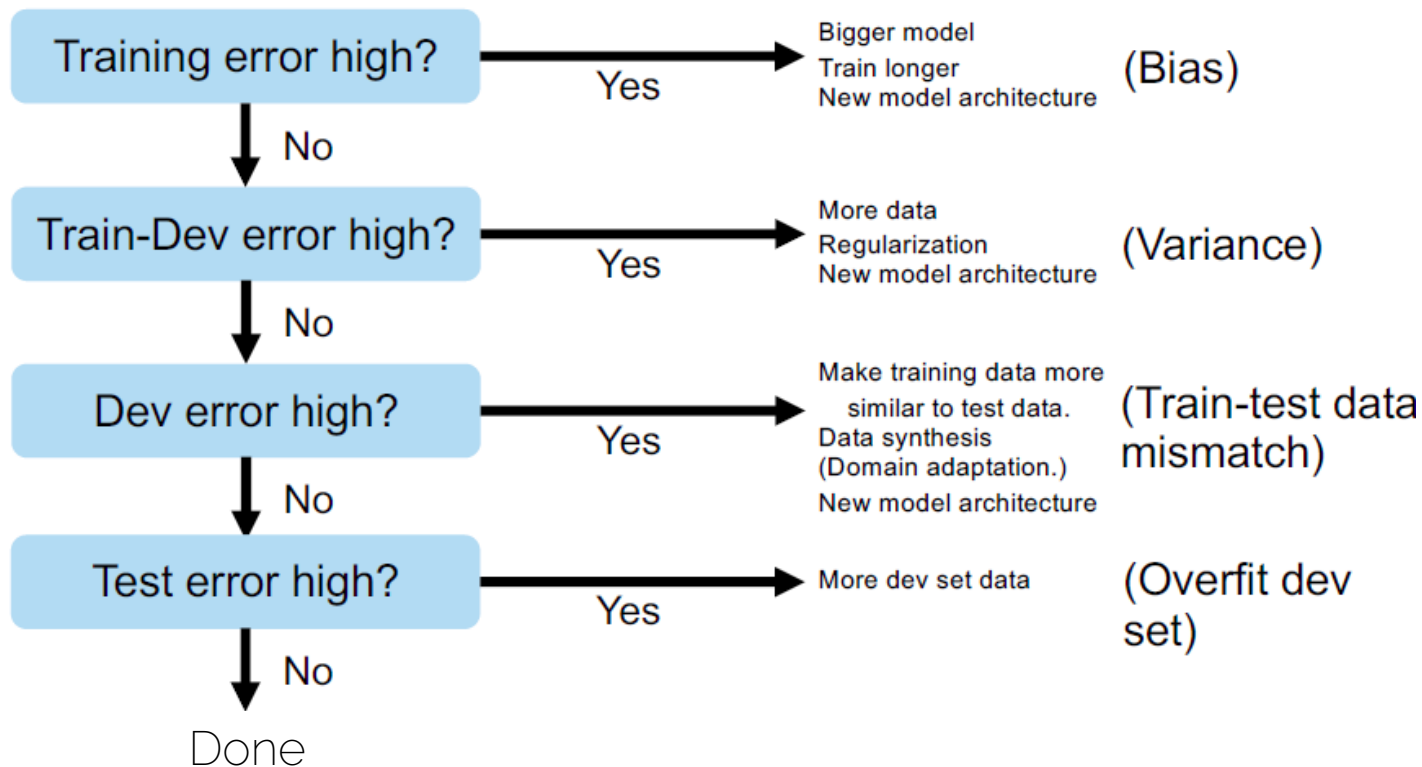 Training error high?
Yes
Bigger model
Train longer
New model architecture
(Bias)
No
Train-Dev error high?
Yes
More data
Regularization
New model architecture
(Variance)
No
Dev error high?
Yes
Make training data more
similar to test data.
Data synthesis
(Domain adaptation.)
New model architecture
(Train-test data
mismatch)
No
Test error high?
Yes
More dev set data
(Overfit dev
set)
No
Done